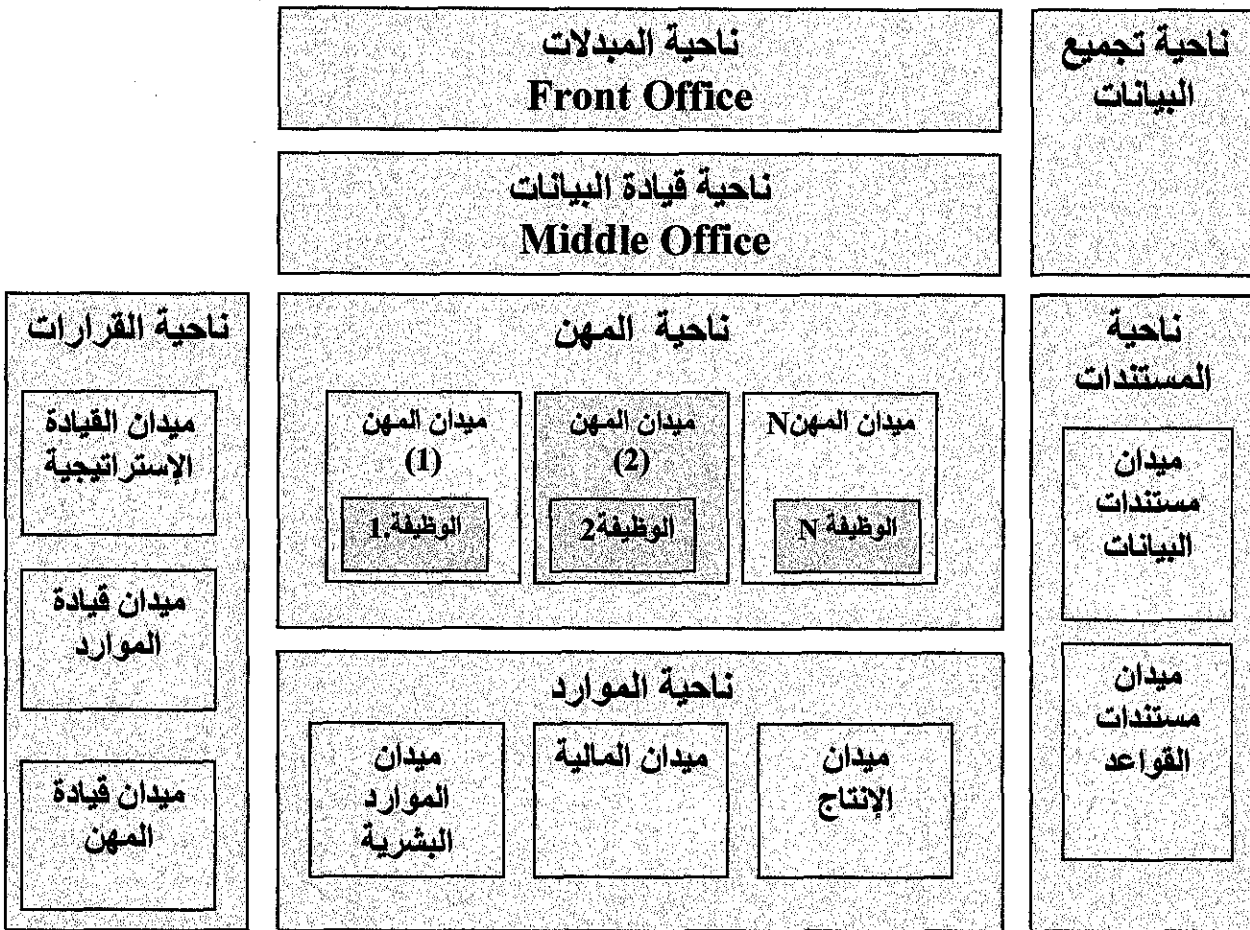 ناحية تجميع
البيانات
ناحية المبدلات
Front Office
ناحية قيادة البيانات
Middle Office
ناحية
المستندات
ميدان
مستندات
البيانات
ميدان
مستندات
القواعد
ناحية المهن
ميدان المهن
(1)
الوظيفة.1
ميدان المهن
(2)
الوظيفة2
ميدان المهنN
الوظيفة N
ناحية الموارد
ميدان
الموارد
البشرية
ميدان المالية
ميدان
الإنتاج
ناحية القرارات
ميدان القيادة
الإستراتيجية
ميدان قيادة
الموارد
ميدان قيادة
المهن